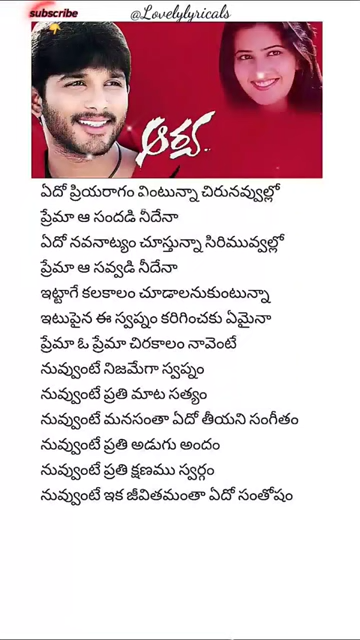 subscribe
@Lovelylyricals
ఆర్య..
ఏదో ప్రియరాగం వింటున్నా చిరునవ్వుల్లో
ప్రేమా ఆ సందడి నీదేనా
ఏదో నవనాట్యం చూస్తున్నా సిరిమువ్వల్లో
ప్రేమా ఆ సవ్వడి నీదేనా
ఇట్టాగే కలకాలం చూడాలనుకుంటున్నా
ఇటుపైన ఈ స్వప్నం కరిగించకు ఏమైనా
ప్రేమా ఓ ప్రేమా చిరకాలం నావెంటే
నువ్వుంటే నిజమేగా స్వప్నం
నువ్వుంటే ప్రతి మాట సత్యం
నువ్వుంటే మనసంతా ఏదో తీయని సంగీతం
నువ్వుంటే ప్రతి అడుగు అందం
నువ్వుంటే ప్రతి క్షణము స్వర్గం
నువ్వుంటే ఇక జీవితమంతా ఏదో సంతోషం